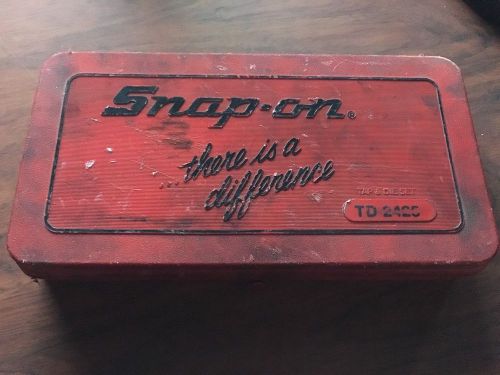 Snap-on®
...there is a
difference
TAP & DIE SET
TD-2425